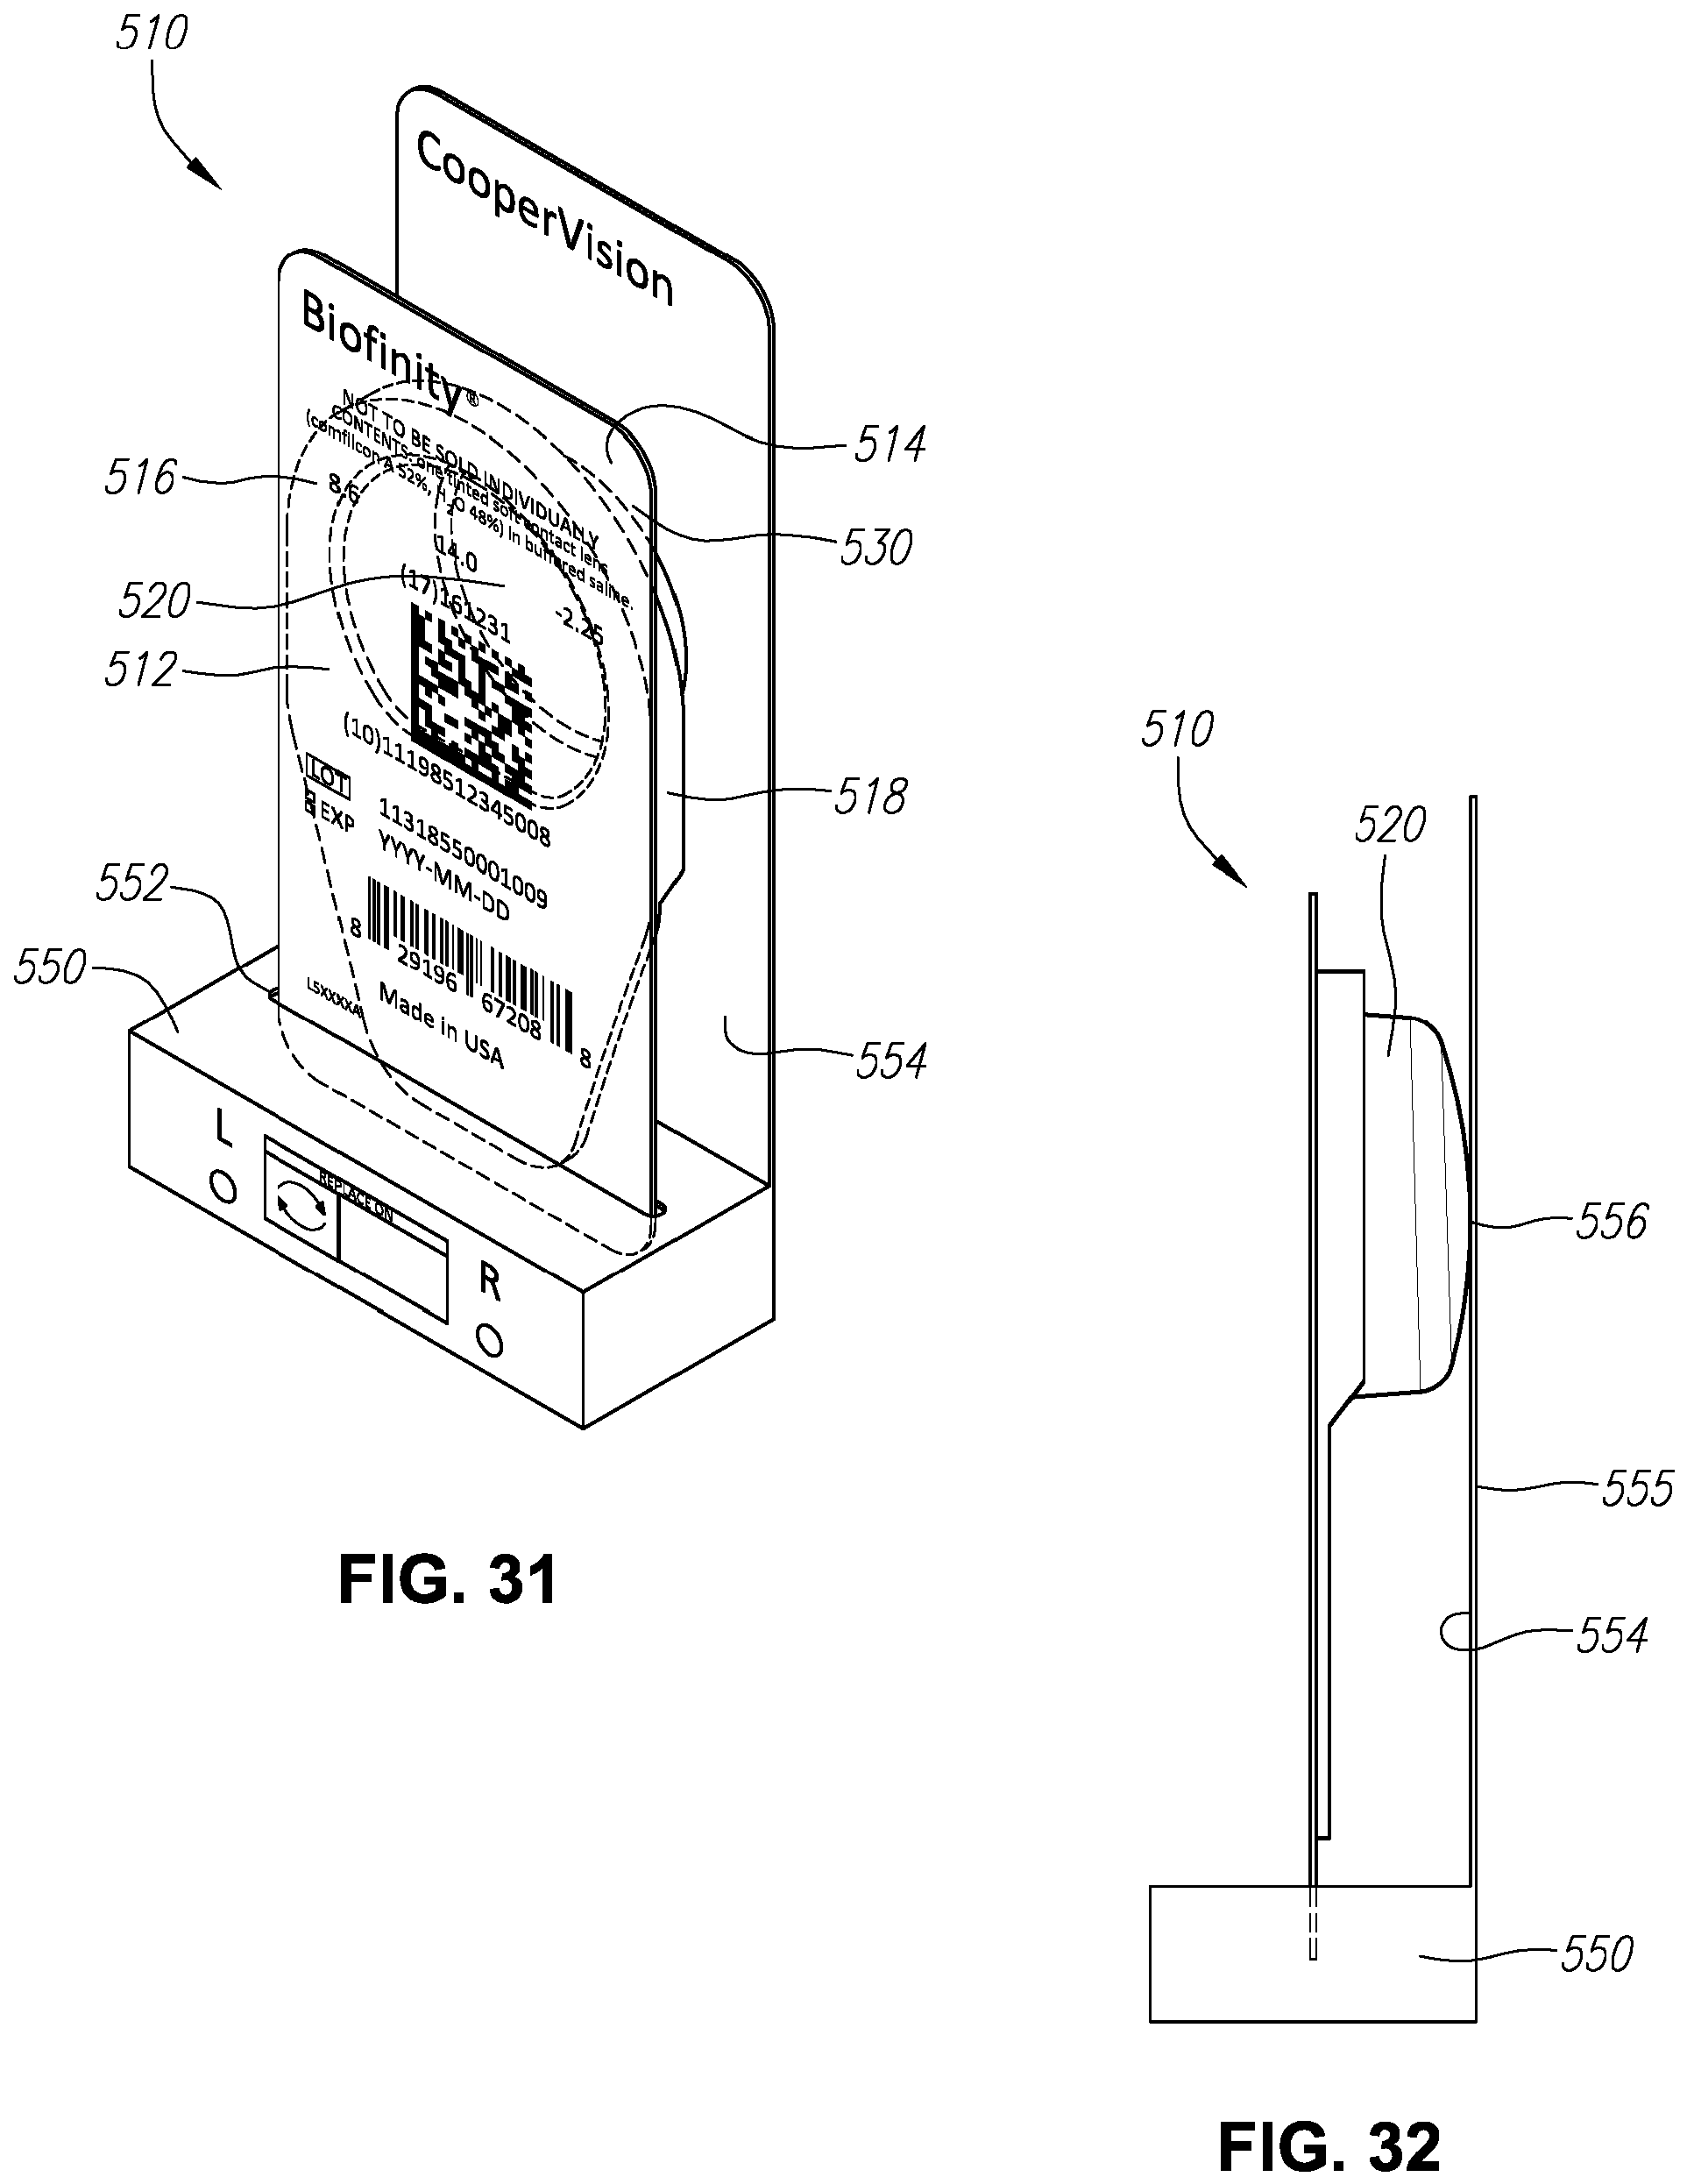 510
CooperVision
Biofinity®
NOT TO BE SOLD INDIVIDUALLY
CONTENTS: one tinted soft contact lens
(comfilcon A 52%, H2O 48%) in buffered saline.
514
516
8.6
530
14.0
520
(17)161231
-2.25
512
(10)11198512345008
518
LOT
11318550001009
EXP
YYYY-MM-DD
552
8 29196 67208 8
550
LSXXXXA
Made in USA
554
L
REPLACE ON
R
FIG. 31
510
520
556
555
554
550
FIG. 32